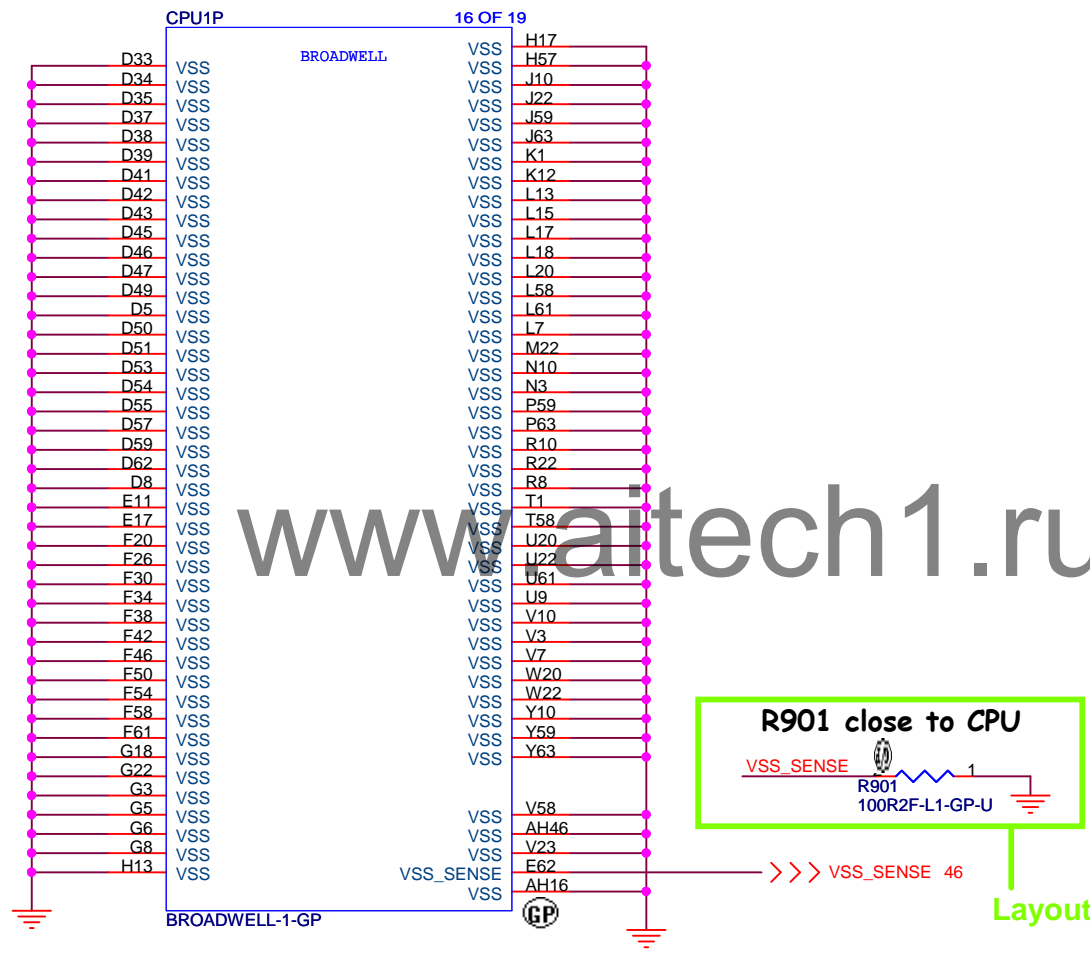 CPU1P 16 OF 19
BROADWELL
VSS H17
D33 VSS VSS H57
D34 VSS VSS J10
D35 VSS VSS J22
D37 VSS VSS J59
D38 VSS VSS J63
D39 VSS VSS K1
D41 VSS VSS K12
D42 VSS VSS L13
D43 VSS VSS L15
D45 VSS VSS L17
D46 VSS VSS L18
D47 VSS VSS L20
D49 VSS VSS L58
D5 VSS VSS L61
D50 VSS VSS L7
D51 VSS VSS M22
D53 VSS VSS N10
D54 VSS VSS N3
D55 VSS VSS P59
D57 VSS VSS P63
D59 VSS VSS R10
D62 VSS VSS R22
D8 VSS VSS R8
E11 VSS VSS T1
E17 VSS VSS T58
F20 VSS VSS U20
F26 VSS VSS U22
F30 VSS VSS U61
F34 VSS VSS U9
F38 VSS VSS V10
F42 VSS VSS V3
F46 VSS VSS V7
F50 VSS VSS W20
F54 VSS VSS W22
F58 VSS VSS Y10
F61 VSS VSS Y59
G18 VSS VSS Y63
G22 VSS
G3 VSS
G5 VSS VSS V58
G6 VSS VSS AH46
G8 VSS VSS V23
H13 VSS VSS_SENSE E62 VSS_SENSE 46
VSS AH16
BROADWELL-1-GP GP
www.aitech1.ru
R901 close to CPU
VSS_SENSE 1
R901
100R2F-L1-GP-U
Layout